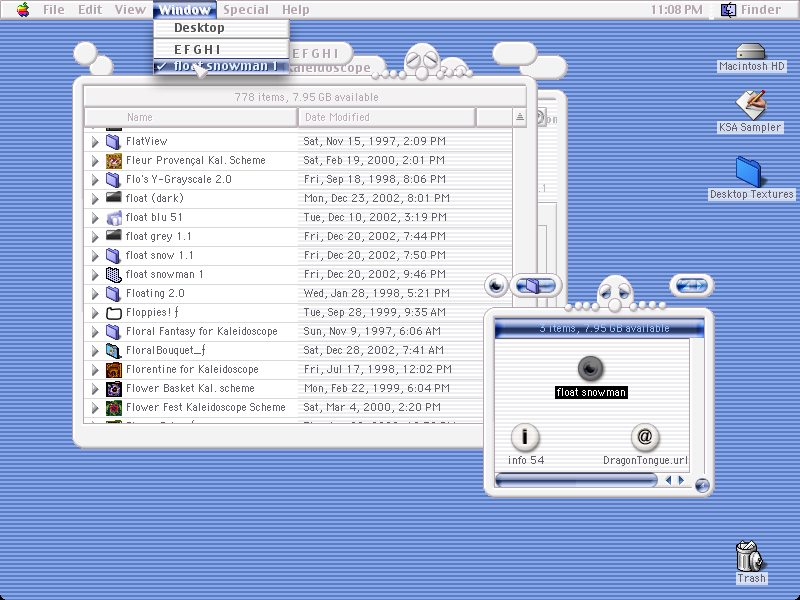 File Edit View Window Special Help 11:08 PM Finder
Desktop
E F G H I
✓ float snowman 1
E F G H I
Kaleidoscope
778 items, 7.95 GB available
Name Date Modified
FlatView Sat, Nov 15, 1997, 2:09 PM
Fleur Provençal Kal. Scheme Sat, Feb 19, 2000, 2:01 PM
Flo's Y-Grayscale 2.0 Fri, Sep 18, 1998, 8:06 PM
float (dark) Mon, Dec 23, 2002, 8:01 PM
float blu 51 Tue, Dec 10, 2002, 3:19 PM
float grey 1.1 Fri, Dec 20, 2002, 7:44 PM
float snow 1.1 Fri, Dec 20, 2002, 7:50 PM
float snowman 1 Fri, Dec 20, 2002, 9:46 PM
Floating 2.0 Wed, Jan 28, 1998, 5:21 PM
Floppies! ƒ Tue, Sep 28, 1999, 9:35 AM
Floral Fantasy for Kaleidoscope Sun, Nov 9, 1997, 6:06 AM
FloralBouquet_ƒ Sat, Dec 28, 2002, 7:41 AM
Florentine for Kaleidoscope Fri, Jul 17, 1998, 12:02 PM
Flower Basket Kal. scheme Mon, Feb 22, 1999, 6:04 PM
Flower Fest Kaleidoscope Scheme Sat, Mar 4, 2000, 2:20 PM
3 items, 7.95 GB available
float snowman
info 54
@
DragonTongue.url
Macintosh HD
KSA Sampler
Desktop Textures
Trash